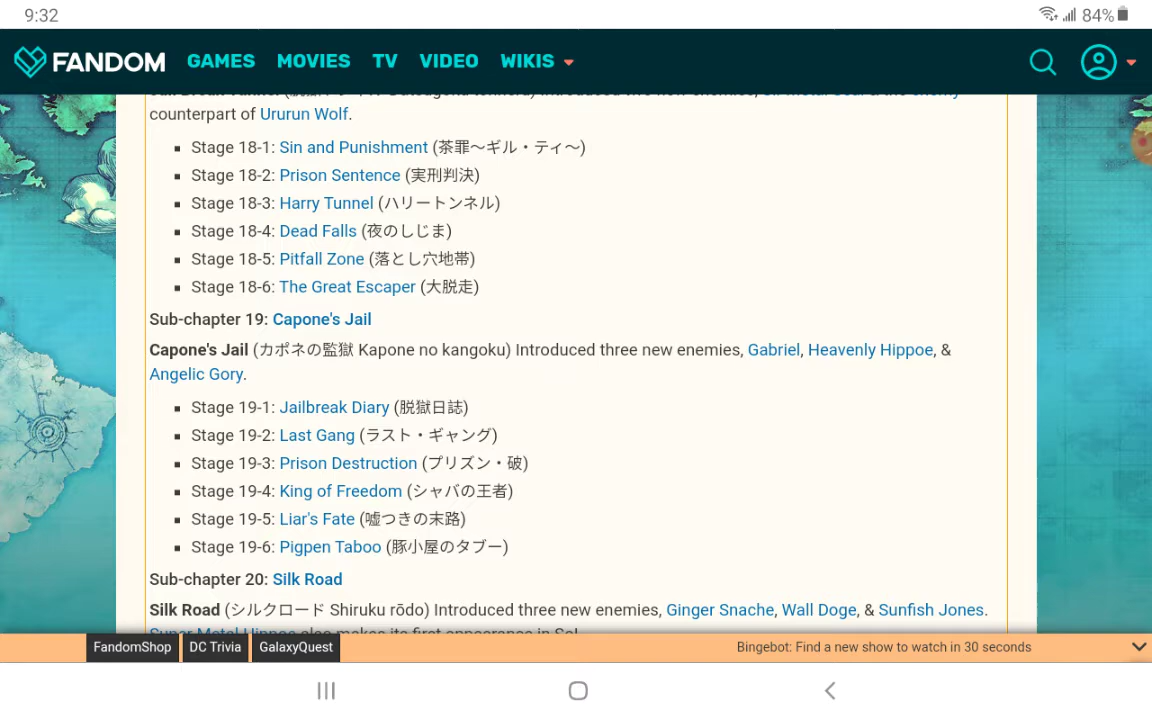 9:32
84%
FANDOM GAMES MOVIES TV VIDEO WIKIS
counterpart of Ururun Wolf.
Stage 18-1: Sin and Punishment (茶罪〜ギル・ティ〜)
Stage 18-2: Prison Sentence (実刑判決)
Stage 18-3: Harry Tunnel (ハリートンネル)
Stage 18-4: Dead Falls (夜のしじま)
Stage 18-5: Pitfall Zone (落とし穴地帯)
Stage 18-6: The Great Escaper (大脱走)
Sub-chapter 19: Capone's Jail
Capone's Jail (カポネの監獄 Kapone no kangoku) Introduced three new enemies, Gabriel, Heavenly Hippoe, &
Angelic Gory.
Stage 19-1: Jailbreak Diary (脱獄日誌)
Stage 19-2: Last Gang (ラスト・ギャング)
Stage 19-3: Prison Destruction (プリズン・破)
Stage 19-4: King of Freedom (シャバの王者)
Stage 19-5: Liar's Fate (嘘つきの末路)
Stage 19-6: Pigpen Taboo (豚小屋のタブー)
Sub-chapter 20: Silk Road
Silk Road (シルクロード Shiruku rōdo) Introduced three new enemies, Ginger Snache, Wall Doge, & Sunfish Jones.
FandomShop DC Trivia GalaxyQuest Bingebot: Find a new show to watch in 30 seconds